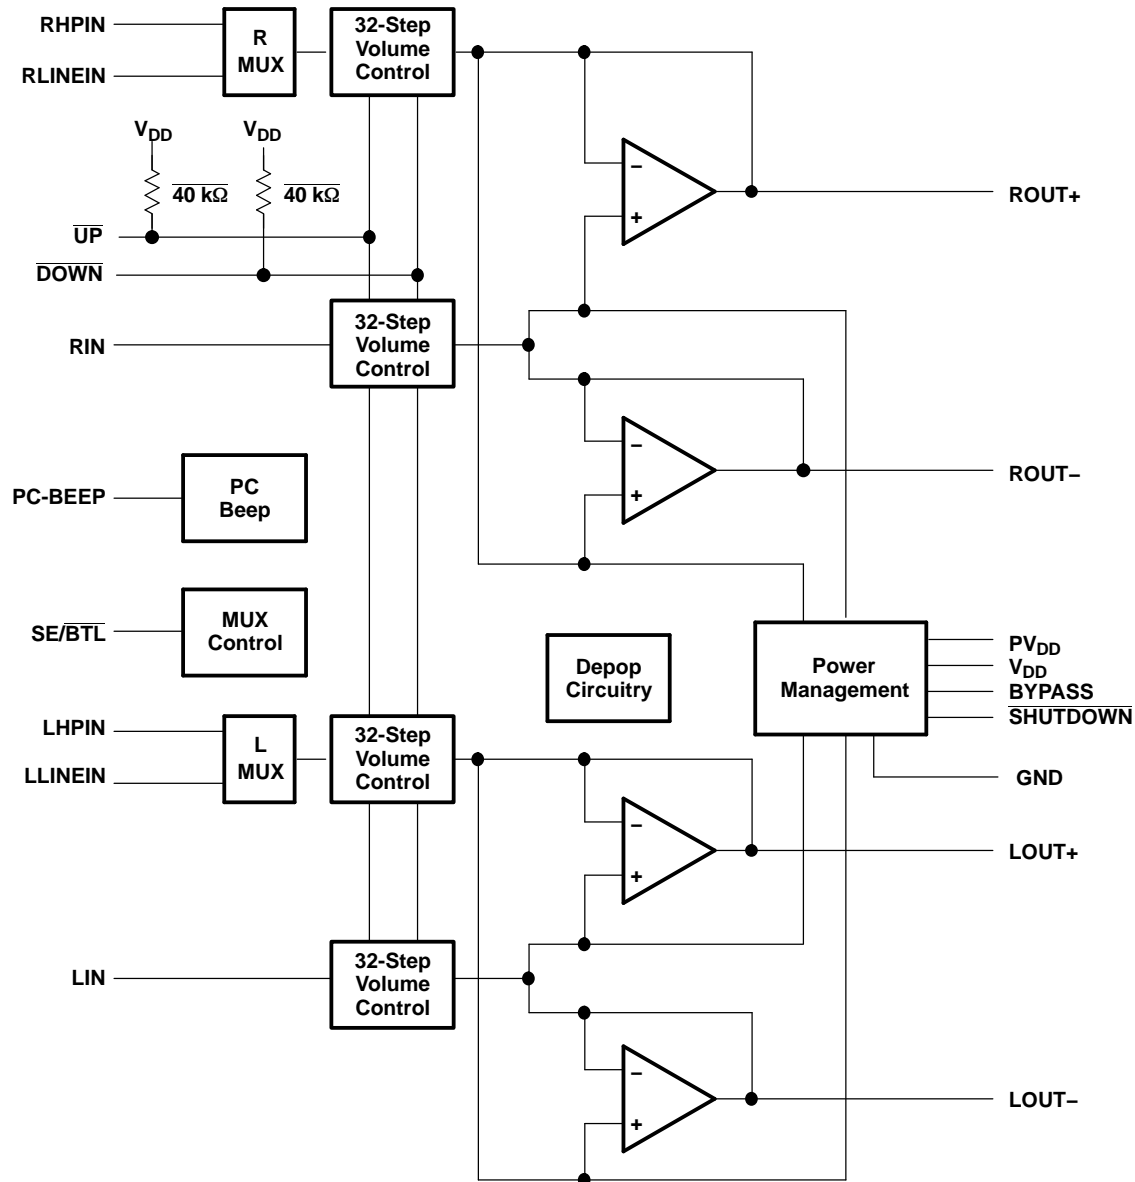 RHPIN
RLINEIN
R
MUX
32-Step
Volume
Control
VDD
VDD
40 kΩ
40 kΩ
UP
DOWN
–
+
ROUT+
RIN
32-Step
Volume
Control
–
+
ROUT–
PC-BEEP
PC
Beep
SE/BTL
MUX
Control
Depop
Circuitry
Power
Management
PVDD
VDD
BYPASS
SHUTDOWN
GND
LHPIN
LLINEIN
L
MUX
32-Step
Volume
Control
–
+
LOUT+
LIN
32-Step
Volume
Control
–
+
LOUT–